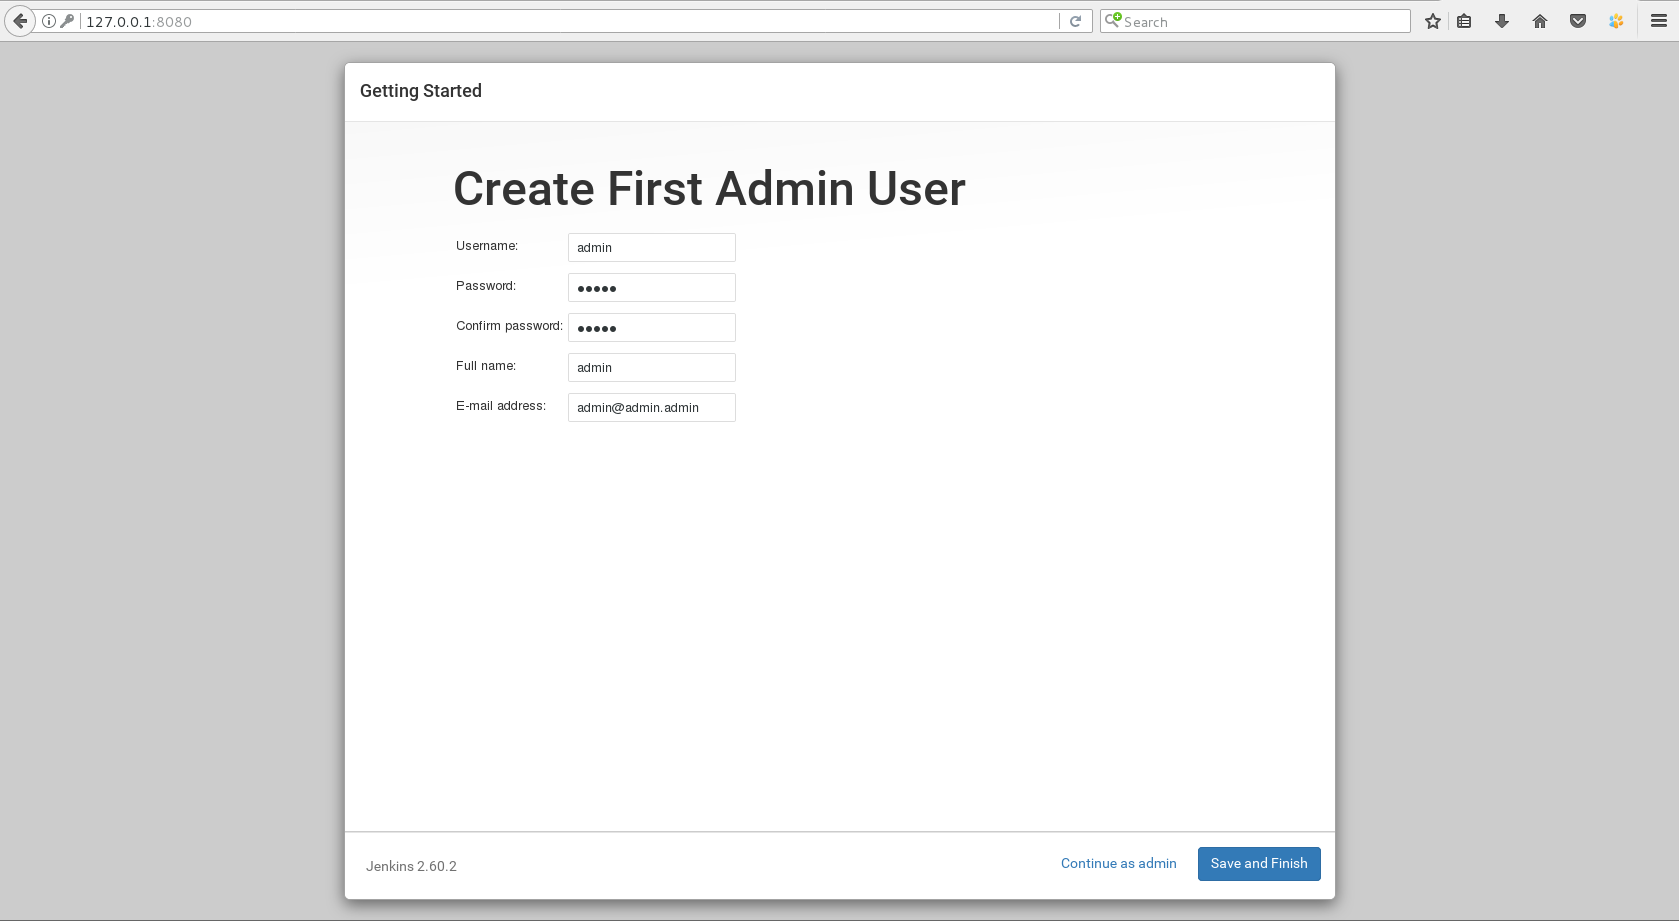 127.0.0.1:8080
Search
Getting Started
Create First Admin User
Username: admin
Password: •••••
Confirm password: •••••
Full name: admin
E-mail address: admin@admin.admin
Jenkins 2.60.2 Continue as admin Save and Finish